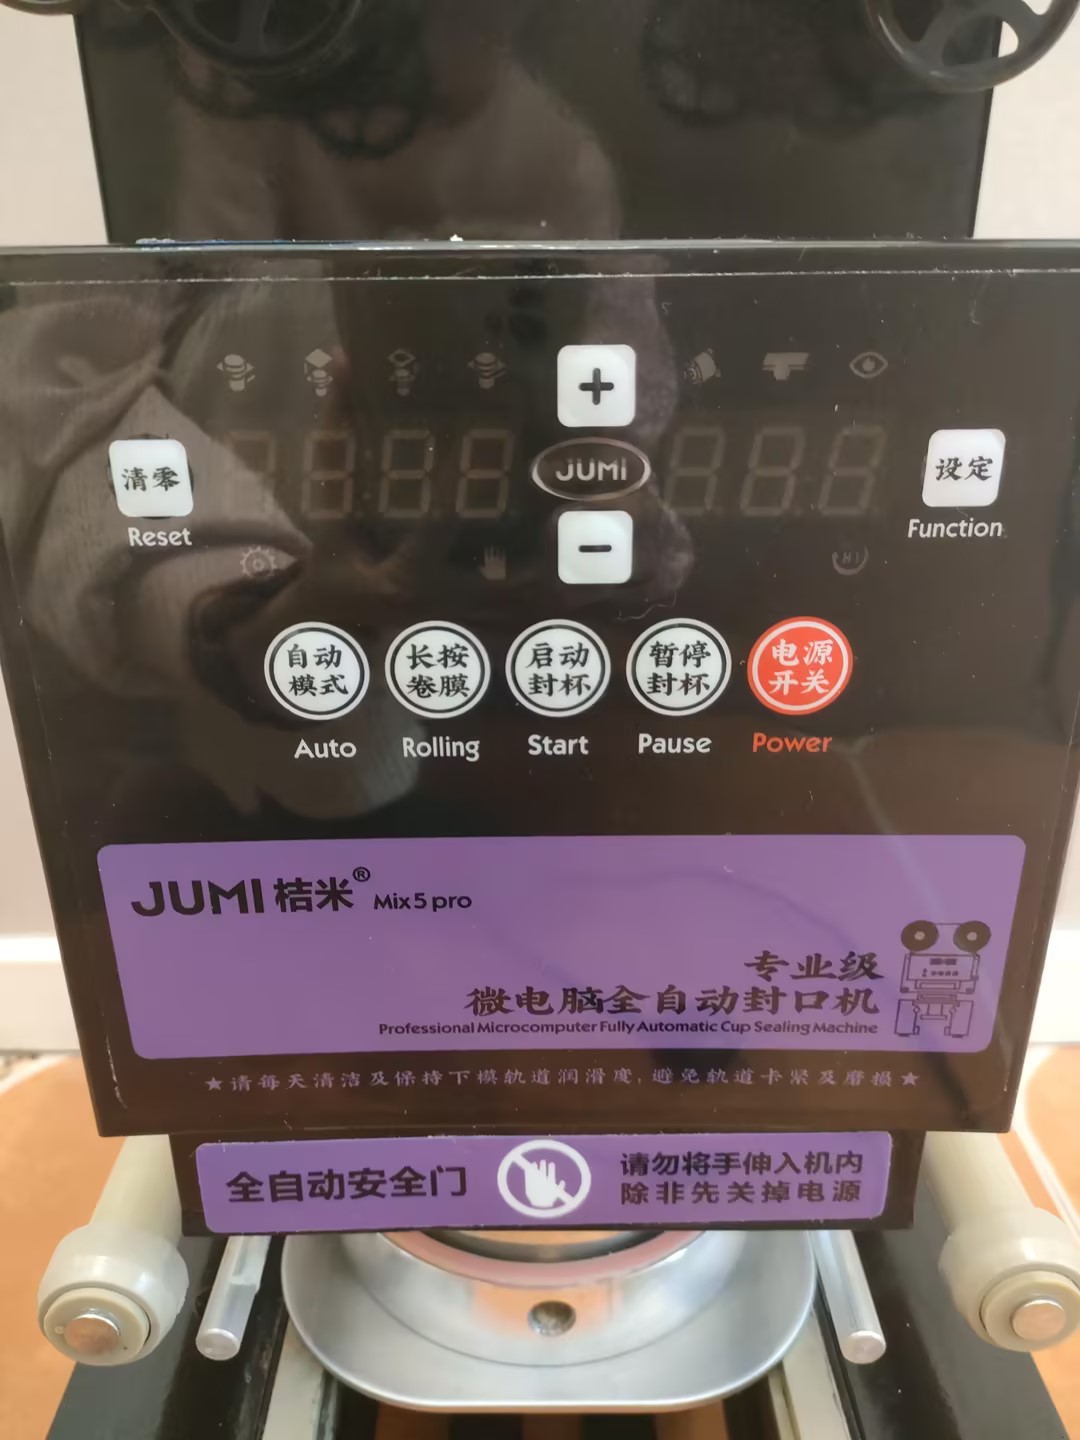 +
清零
JUMI
设定
Reset
Function
-
自动模式
长按卷膜
启动封杯
暂停封杯
电源开关
Auto
Rolling
Start
Pause
Power
JUMI 桔米® Mix5 pro
专业级
微电脑全自动封口机
Professional Microcomputer Fully Automatic Cup Sealing Machine
★请每天清洁及保持下模轨道润滑度,避免轨道卡紧及磨损★
全自动安全门
请勿将手伸入机内
除非先关掉电源